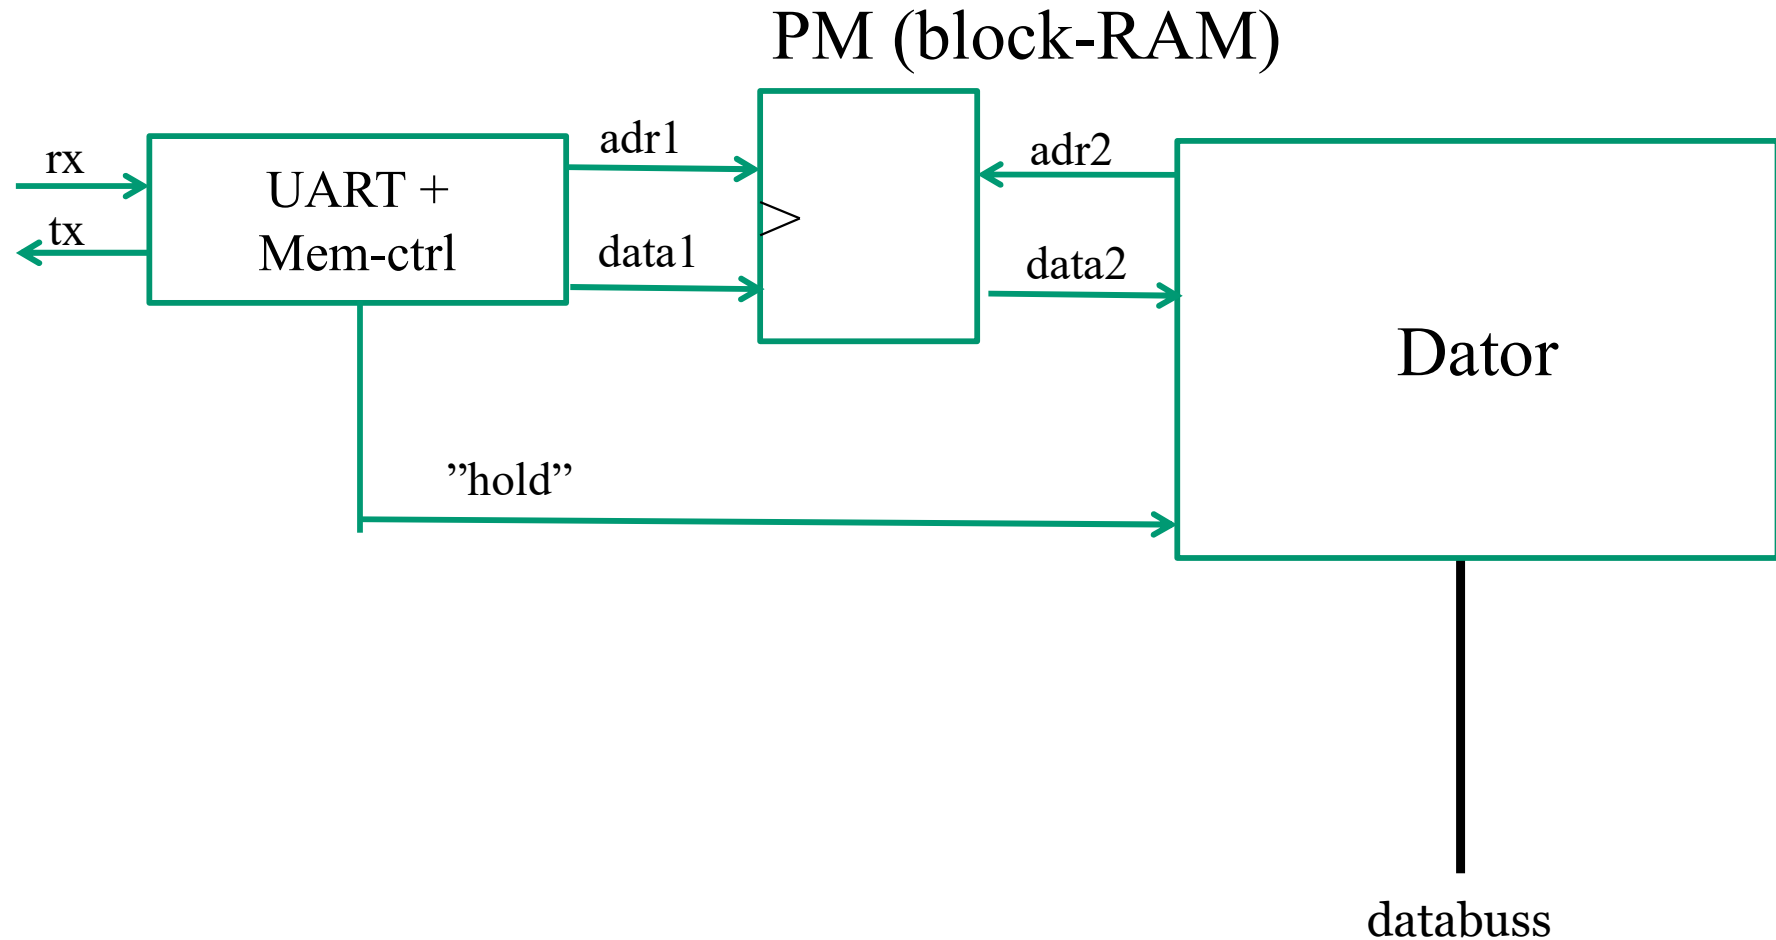 PM (block-RAM)
rx
tx
UART +
Mem-ctrl
adr1
data1
adr2
data2
Dator
”hold”
databuss